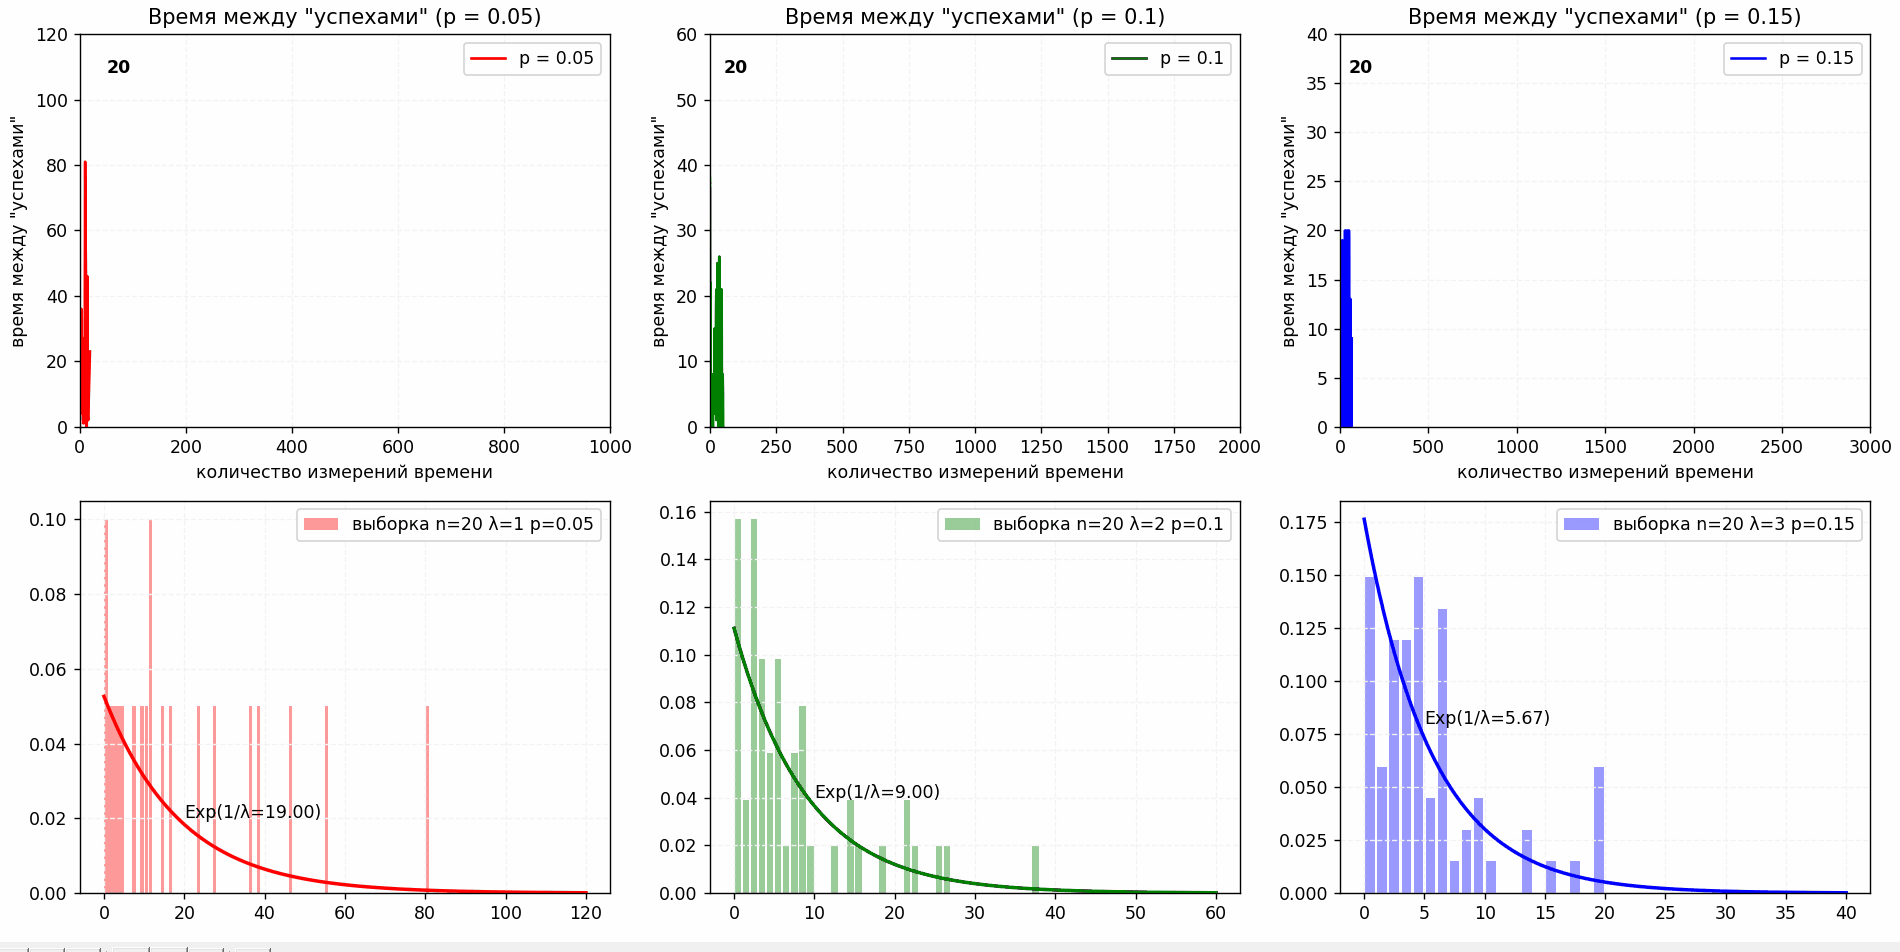 Время между "успехами" (p = 0.05)
120
100
80
60
40
20
0
время между "успехами"
20
p = 0.05
0 200 400 600 800 1000
количество измерений времени
Время между "успехами" (p = 0.1)
60
50
40
30
20
10
0
время между "успехами"
20
p = 0.1
0 250 500 750 1000 1250 1500 1750 2000
количество измерений времени
Время между "успехами" (p = 0.15)
40
35
30
25
20
15
10
5
0
время между "успехами"
20
p = 0.15
0 500 1000 1500 2000 2500 3000
количество измерений времени
0.10
0.08
0.06
0.04
0.02
0.00
выборка n=20 λ=1 p=0.05
Exp(1/λ=19.00)
0 20 40 60 80 100 120
0.16
0.14
0.12
0.10
0.08
0.06
0.04
0.02
0.00
выборка n=20 λ=2 p=0.1
Exp(1/λ=9.00)
0 10 20 30 40 50 60
0.175
0.150
0.125
0.100
0.075
0.050
0.025
0.000
выборка n=20 λ=3 p=0.15
Exp(1/λ=5.67)
0 5 10 15 20 25 30 35 40